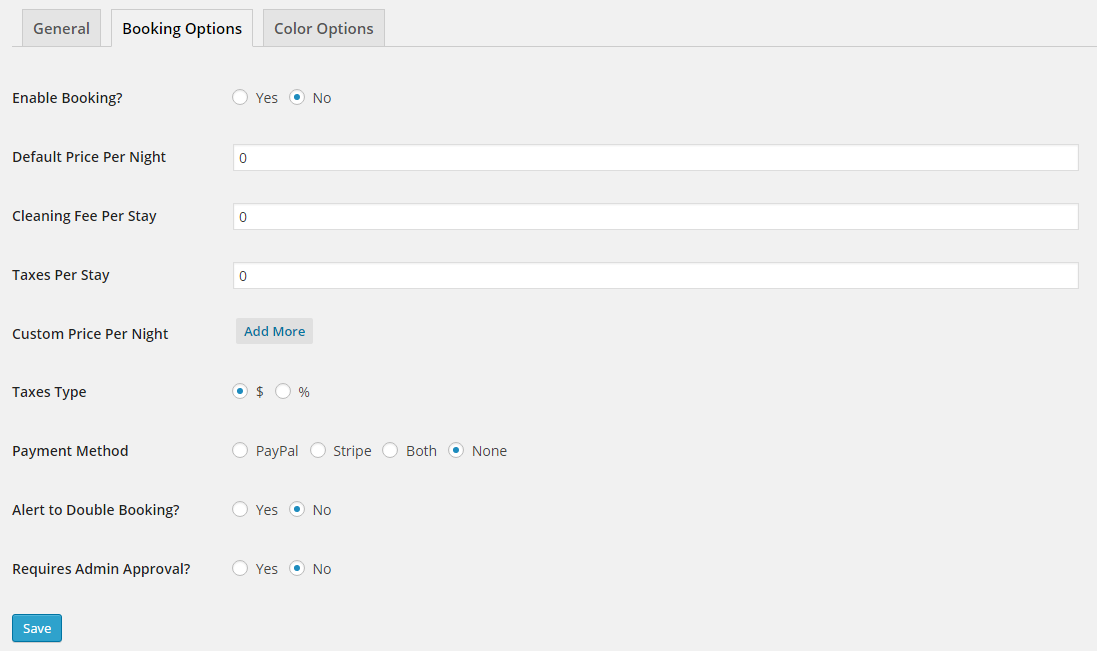 General Booking Options Color Options
Enable Booking? Yes No
Default Price Per Night 0
Cleaning Fee Per Stay 0
Taxes Per Stay 0
Custom Price Per Night Add More
Taxes Type $ %
Payment Method PayPal Stripe Both None
Alert to Double Booking? Yes No
Requires Admin Approval? Yes No
Save